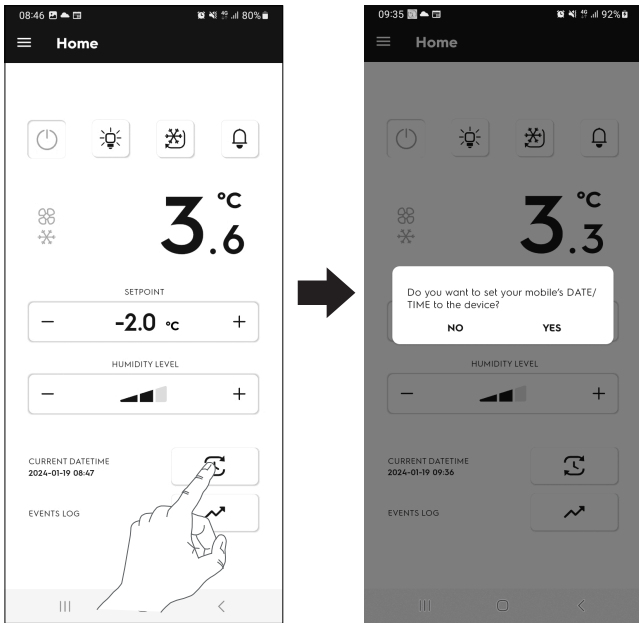 08:46 4G 80%
Home
3.6 °C
SETPOINT
− -2.0 °C +
HUMIDITY LEVEL
− +
CURRENT DATETIME
2024-01-19 08:47
EVENTS LOG
09:35 4G 92%
Home
3.3 °C
Do you want to set your mobile's DATE/
TIME to the device?
NO YES
HUMIDITY LEVEL
− +
CURRENT DATETIME
2024-01-19 09:36
EVENTS LOG